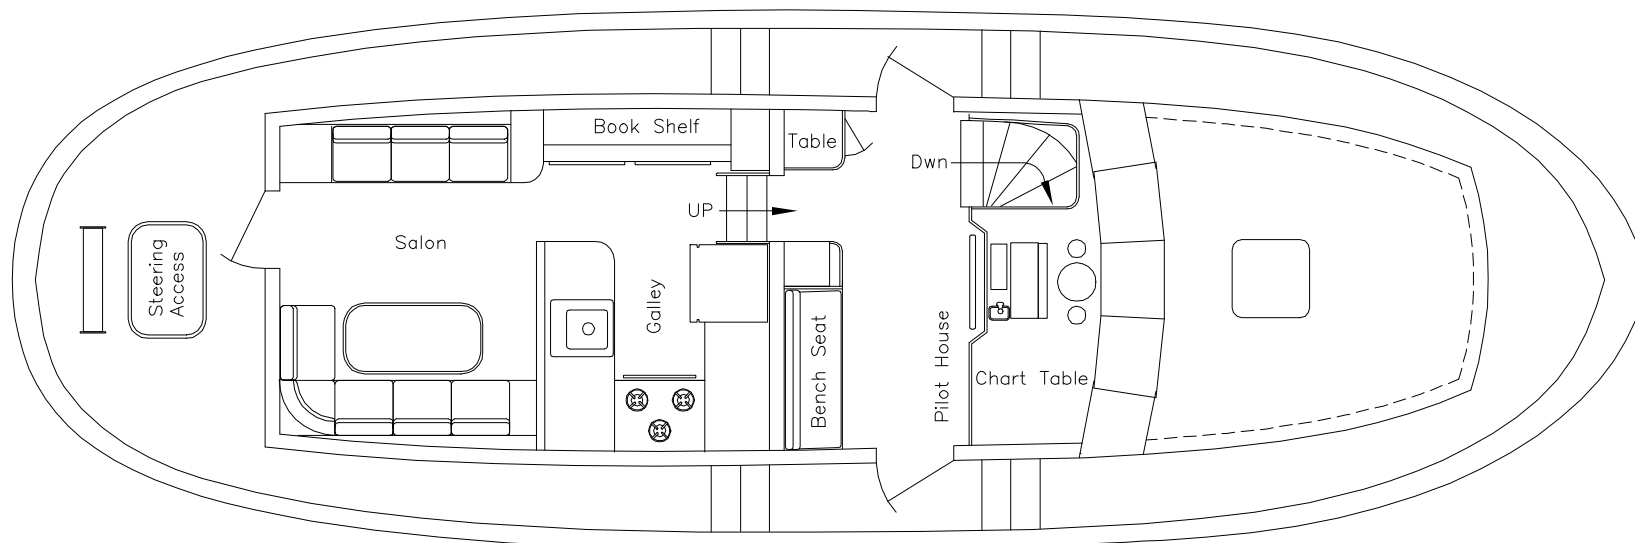 Book Shelf
Table
Dwn
UP
Salon
Steering
Access
Galley
Bench Seat
Pilot House
Chart Table